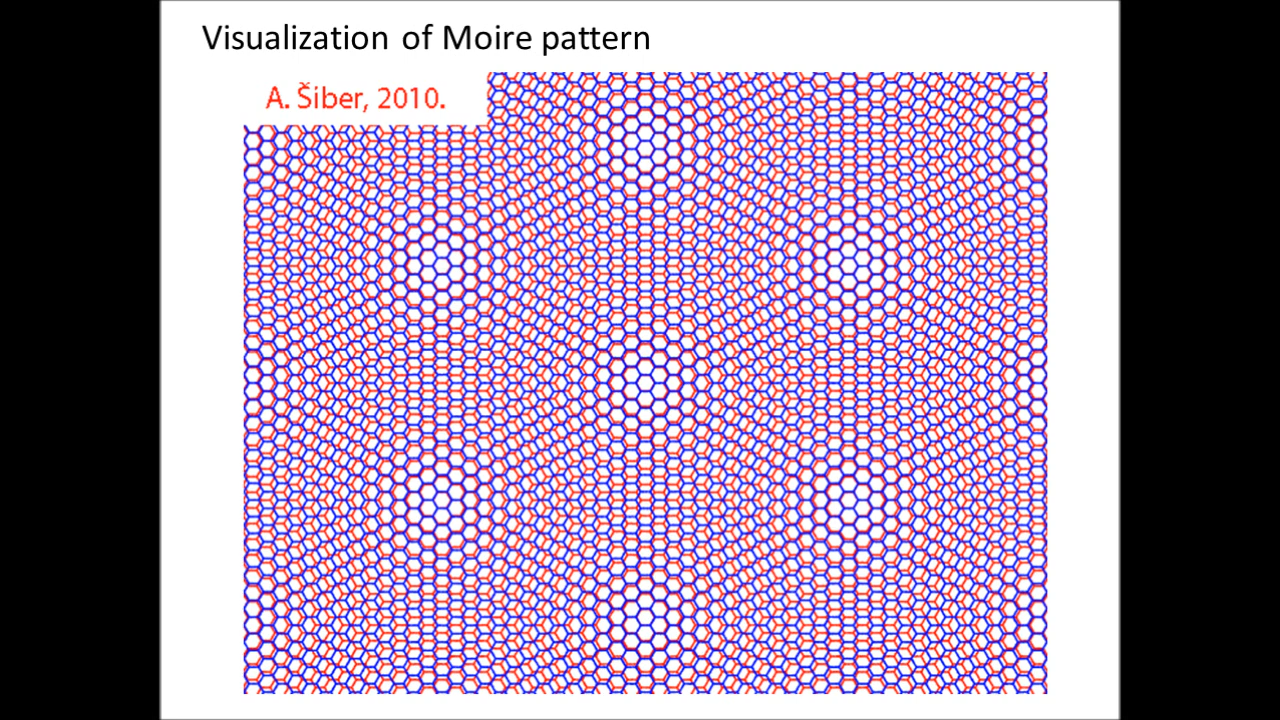 Visualization of Moire pattern
A. Šiber, 2010.